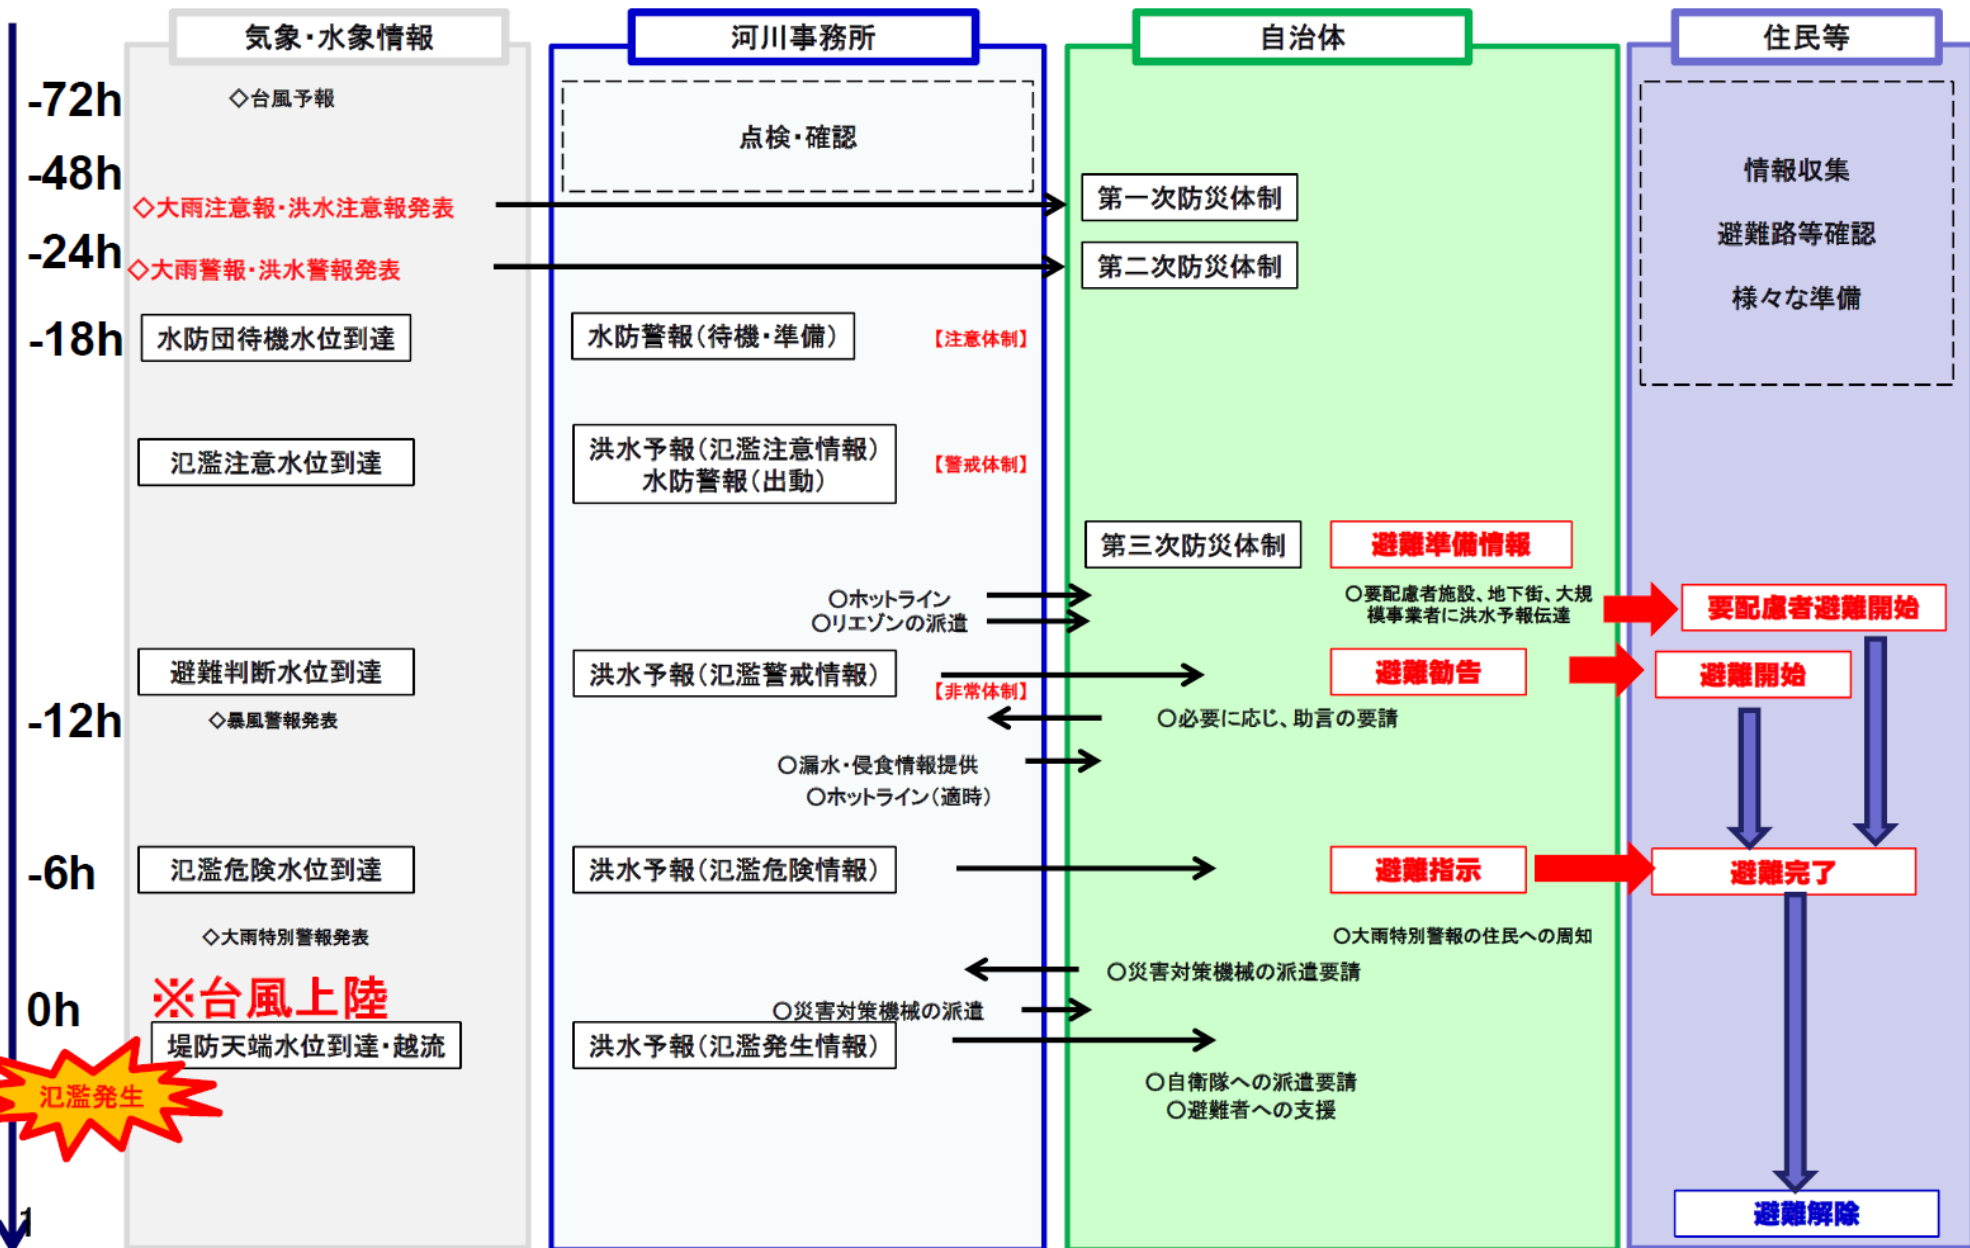 気象・水象情報
河川事務所
自治体
住民等
-72h
◇台風予報
点検・確認
-48h
情報収集
◇大雨注意報・洪水注意報発表
第一次防災体制
避難路等確認
-24h
◇大雨警報・洪水警報発表
第二次防災体制
様々な準備
-18h
水防団待機水位到達
水防警報(待機・準備)
【注意体制】
氾濫注意水位到達
洪水予報(氾濫注意情報)
水防警報(出動)
【警戒体制】
第三次防災体制
避難準備情報
〇ホットライン
〇リエゾンの派遣
〇要配慮者施設、地下街、大規
模事業者に洪水予報伝達
要配慮者避難開始
避難判断水位到達
洪水予報(氾濫警戒情報)
【非常体制】
避難勧告
避難開始
-12h
◇暴風警報発表
〇必要に応じ、助言の要請
〇漏水・侵食情報提供
〇ホットライン(適時)
-6h
氾濫危険水位到達
洪水予報(氾濫危険情報)
避難指示
避難完了
◇大雨特別警報発表
〇大雨特別警報の住民への周知
〇災害対策機械の派遣要請
0h
※台風上陸
〇災害対策機械の派遣
堤防天端水位到達・越流
洪水予報(氾濫発生情報)
氾濫発生
〇自衛隊への派遣要請
〇避難者への支援
1
避難解除